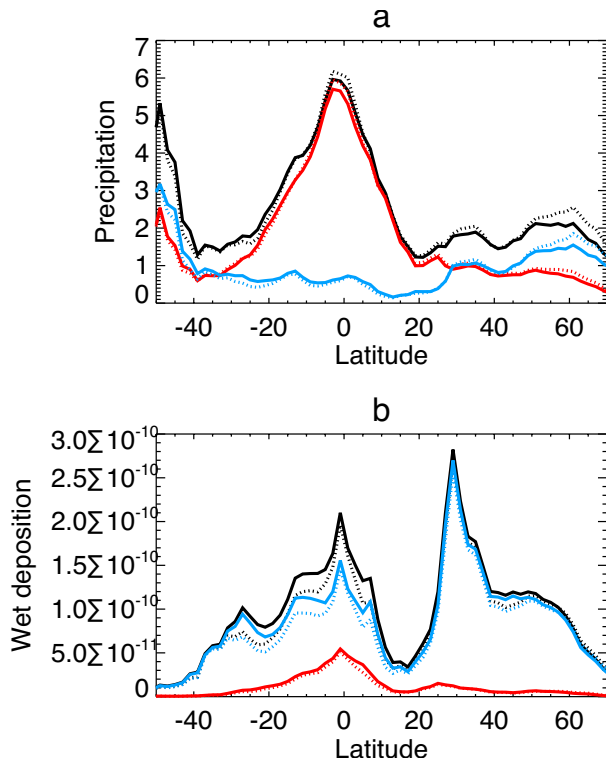 a
7
6
5
4
3
2
1
0
Precipitation
-40 -20 0 20 40 60
Latitude
b
3.0∑10-10
2.5∑10-10
2.0∑10-10
1.5∑10-10
1.0∑10-10
5.0∑10-11
0
Wet deposition
-40 -20 0 20 40 60
Latitude